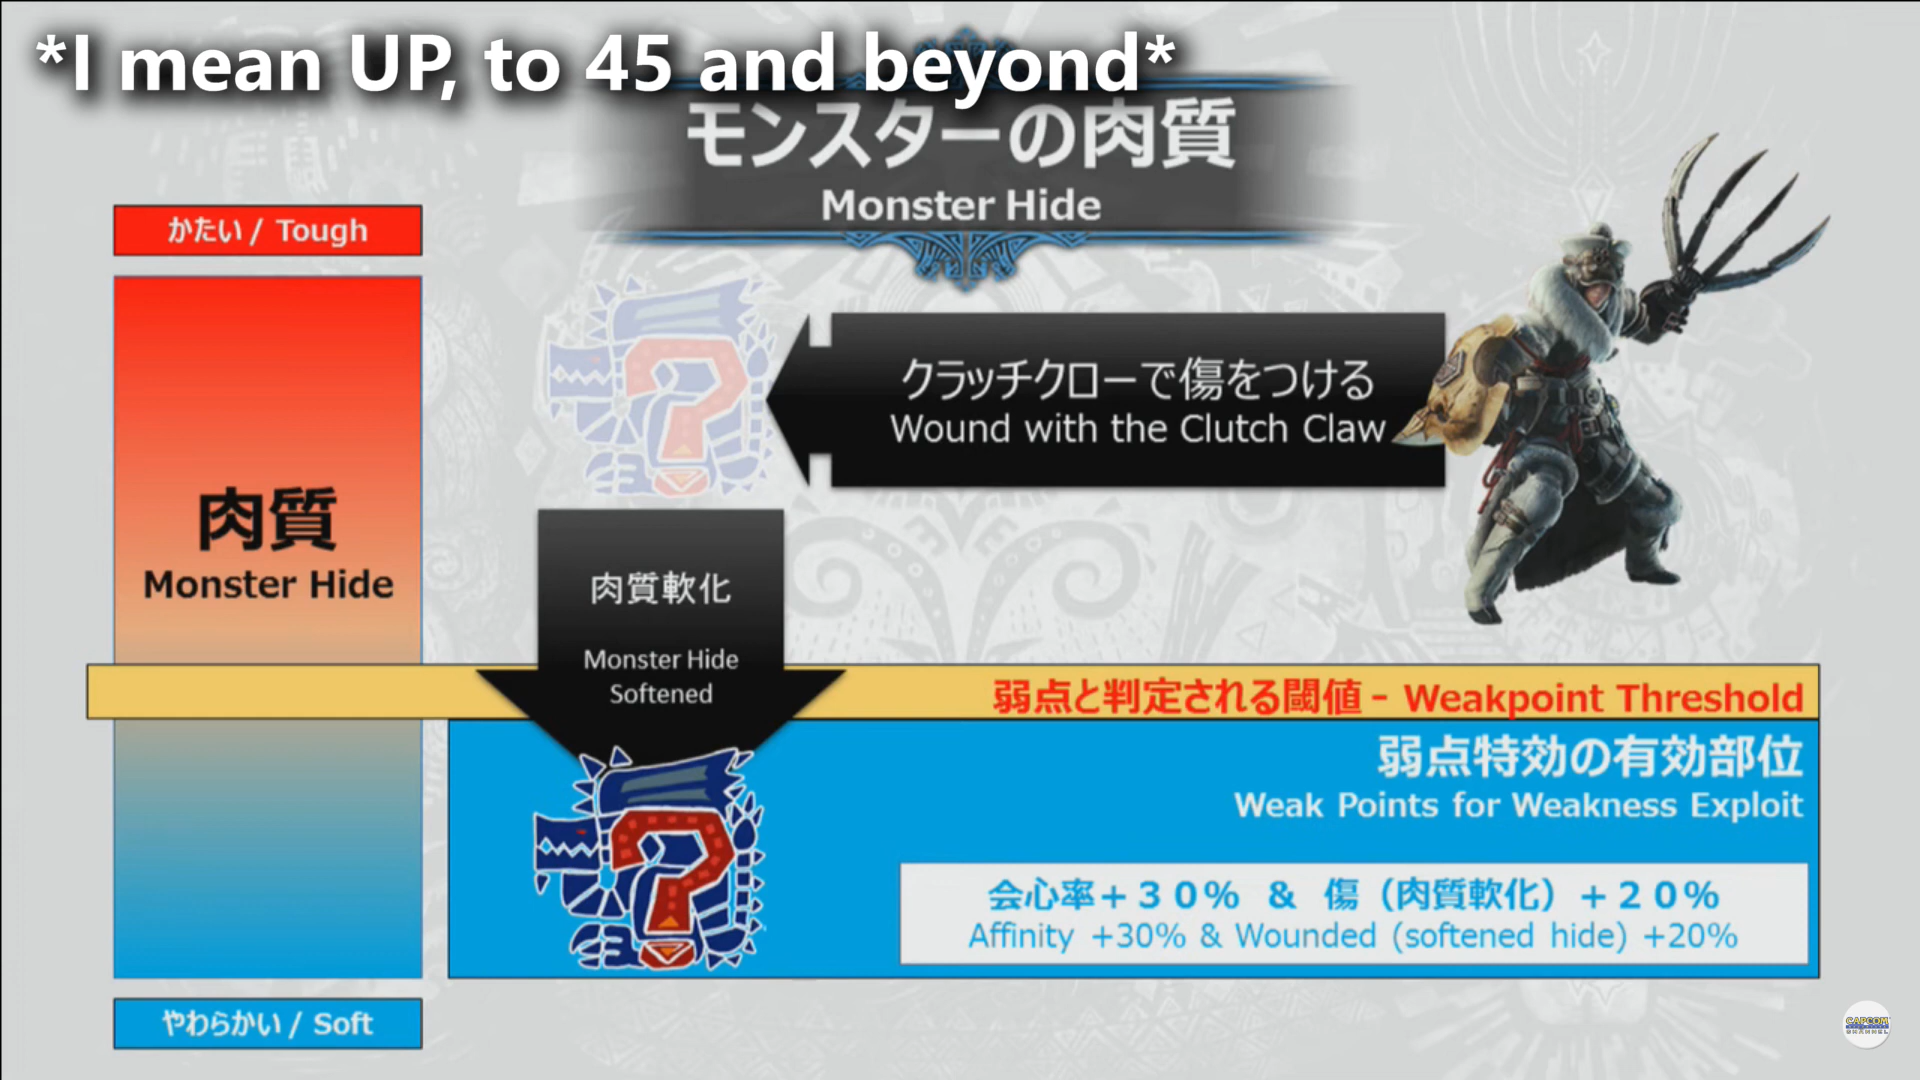 *I mean UP, to 45 and beyond*
モンスターの肉質
Monster Hide
かたい / Tough
クラッチクローで傷をつける
Wound with the Clutch Claw
肉質
Monster Hide
肉質軟化
Monster Hide
Softened
弱点と判定される閾値 - Weakpoint Threshold
弱点特効の有効部位
Weak Points for Weakness Exploit
会心率+30% & 傷（肉質軟化）+20%
Affinity +30% & Wounded (softened hide) +20%
やわらかい / Soft
CAPCOM
CHANNEL